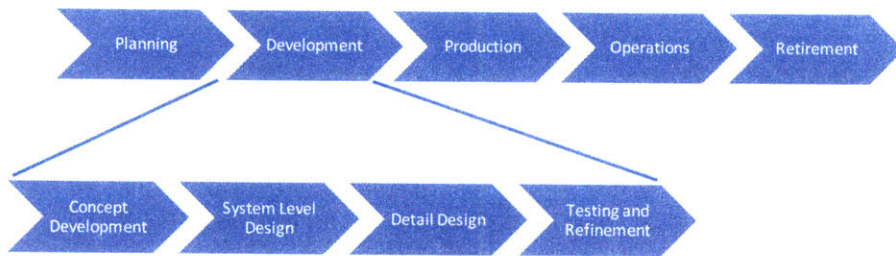 Planning
Development
Production
Operations
Retirement
Concept
Development
System Level
Design
Detail Design
Testing and
Refinement